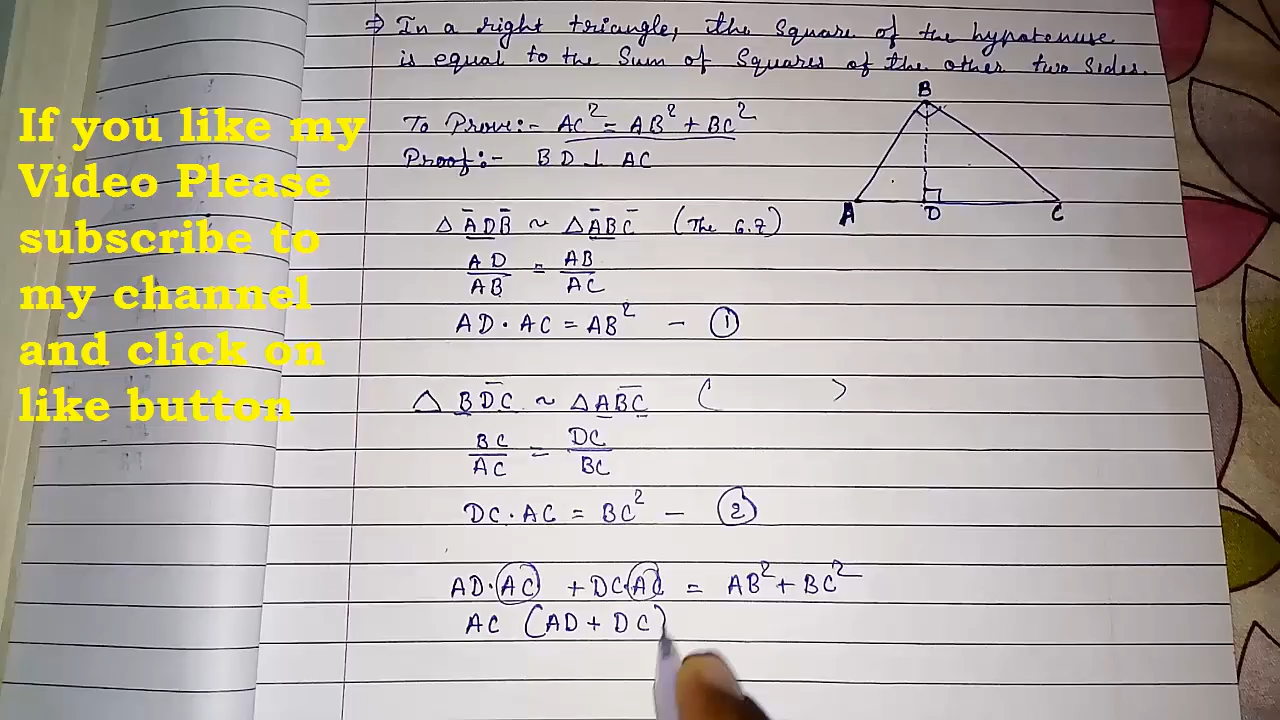 ⇒ In a right triangle, the Square of the hypotenuse
is equal to the Sum of Squares of the other two sides.
To Prove:- AC² = AB² + BC²
Proof:- BD ⊥ AC
B
A D C
△ADB ~ △ABC (The 6.7)
AD/AB = AB/AC
AD · AC = AB² – ①
△BDC ~ △ABC ( )
BC/AC = DC/BC
DC · AC = BC² – ②
AD·AC + DC·AC = AB² + BC²
AC (AD + DC)
If you like my
Video Please
subscribe to
my channel
and click on
like button